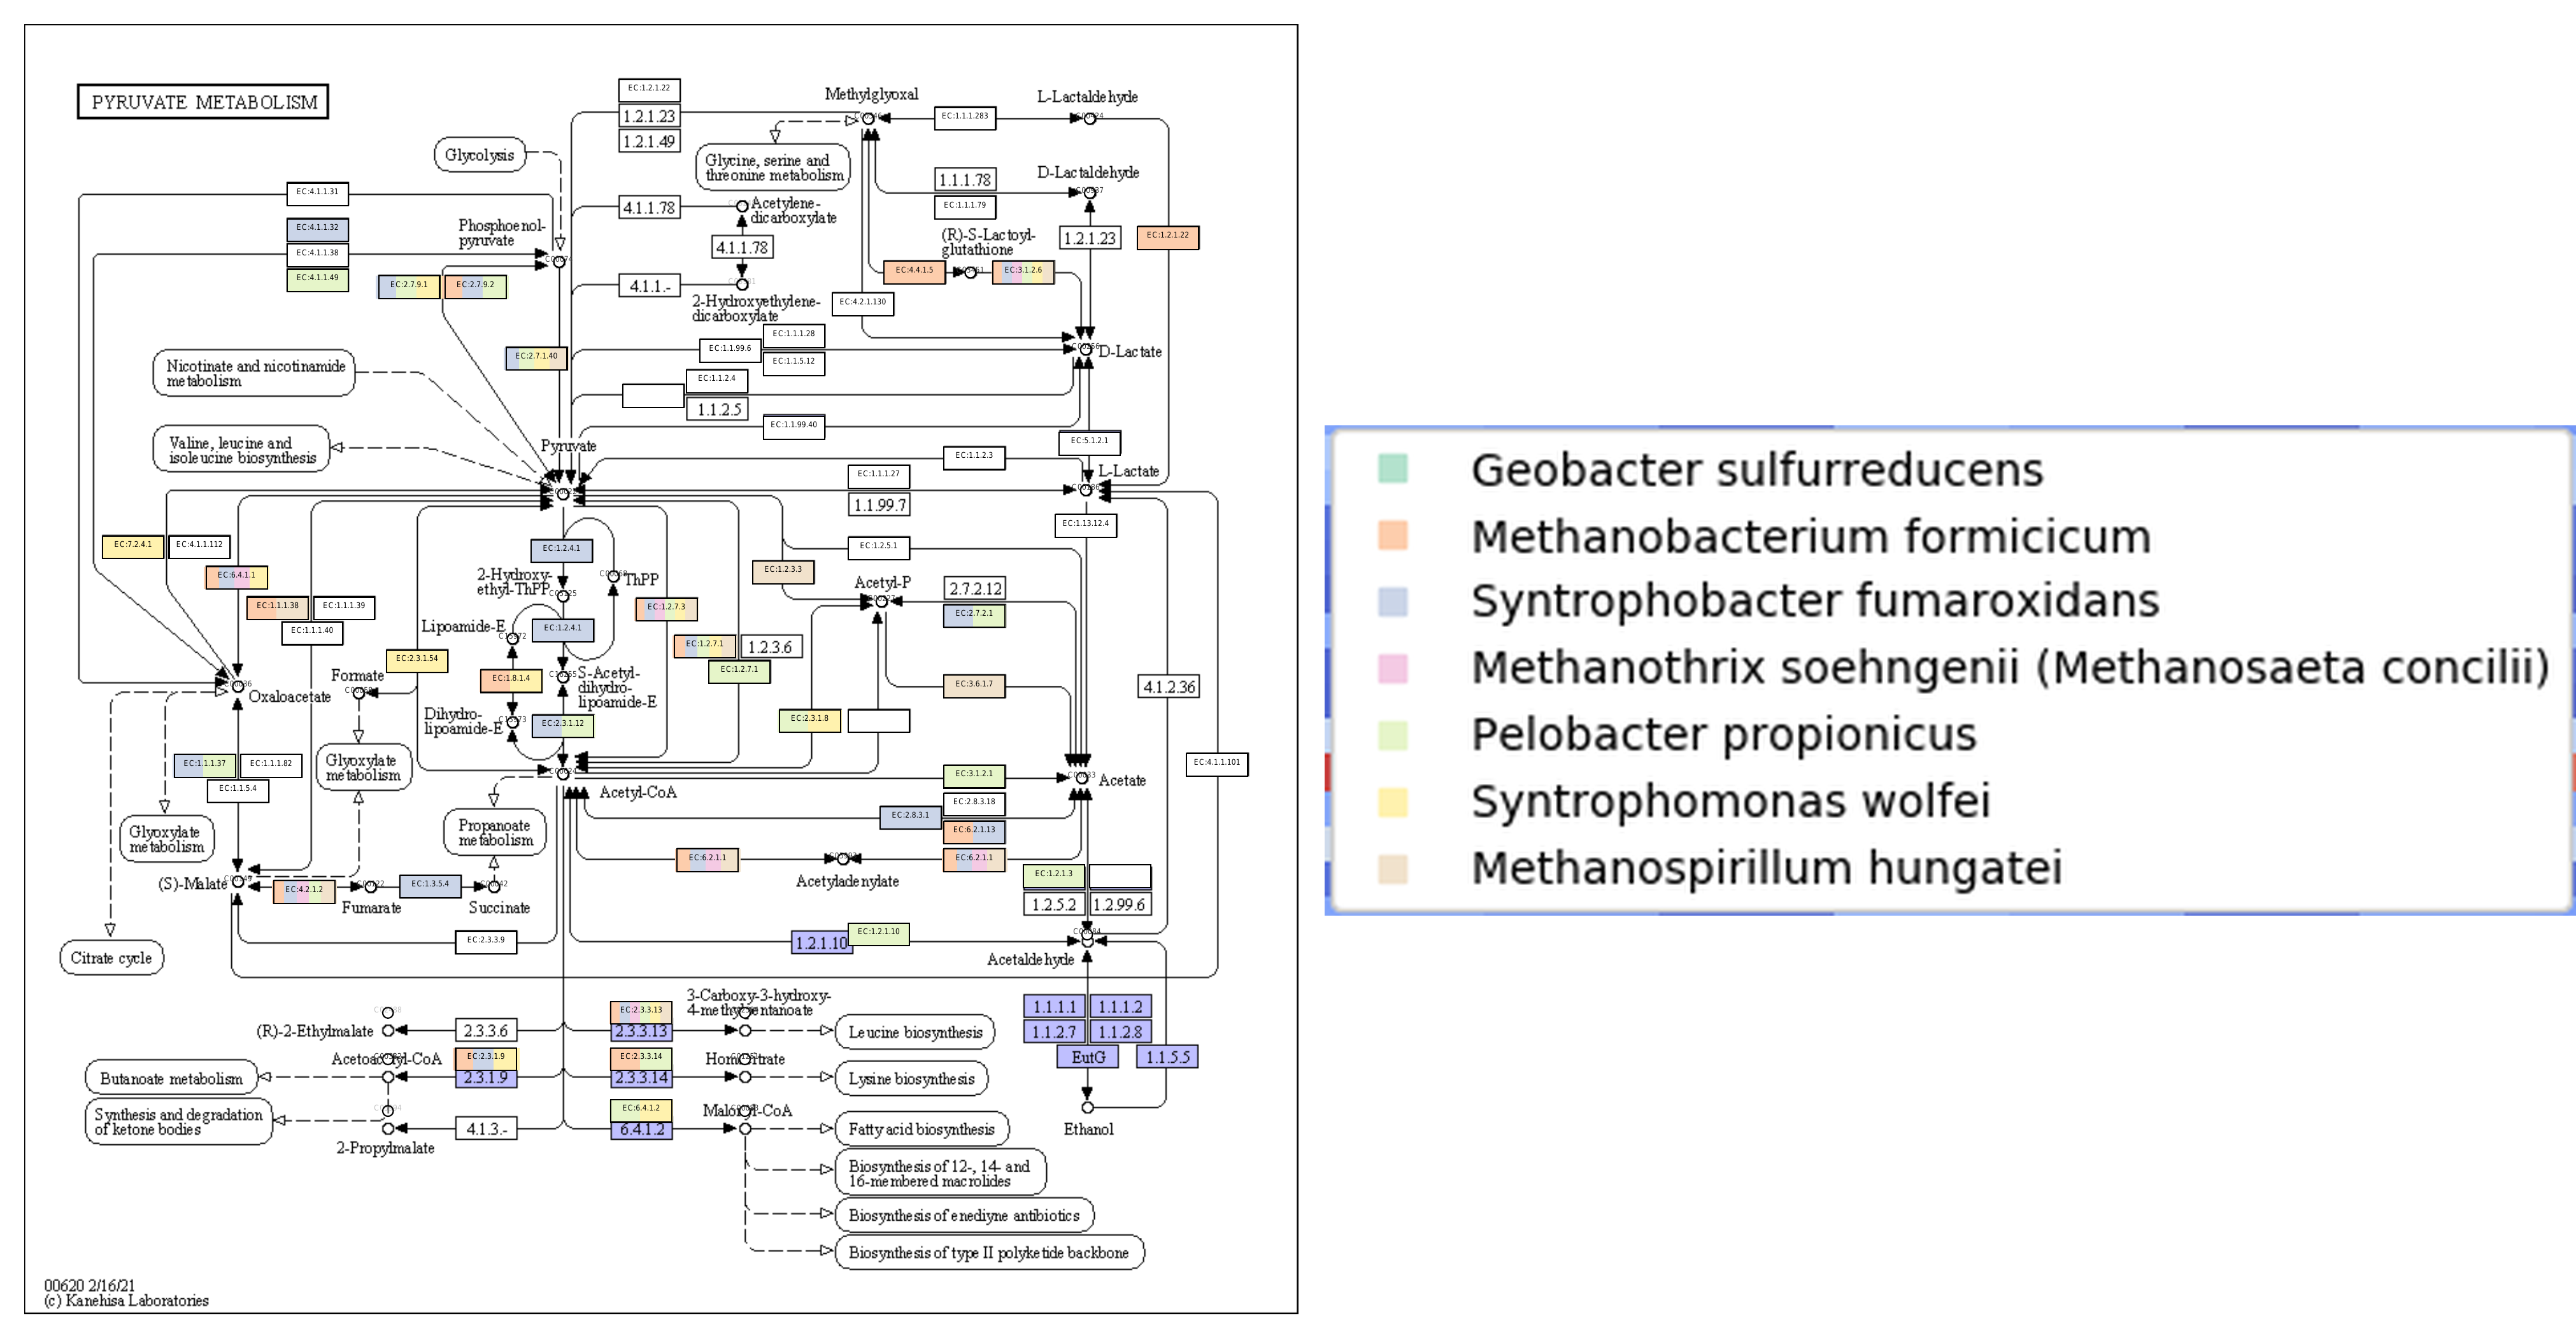 PYRUVATE METABOLISM
EC:1.2.1.22
1.2.1.23
1.2.1.49
Methylglyoxal
EC:1.1.1.283
L-Lactaldehyde
Glycolysis
Glycine, serine and
threonine metabolism
1.1.1.78
EC:1.1.1.79
D-Lactaldehyde
EC:4.1.1.31
EC:4.1.1.32
EC:4.1.1.38
EC:4.1.1.49
Phosphoenol-
pyruvate
4.1.1.78
Acetylene-
dicarboxylate
4.1.1.78
(R)-S-Lactoyl-
glutathione
1.2.1.23
EC:1.2.1.22
EC:2.7.9.1
EC:2.7.9.2
4.1.1.-
2-Hydroxyethylene-
dicarboxylate
EC:4.4.1.5
EC:3.1.2.6
EC:4.2.1.130
EC:2.7.1.40
EC:1.1.99.6
EC:1.1.1.28
EC:1.1.5.12
D-Lactate
Nicotinate and nicotinamide
metabolism
EC:1.1.2.4
1.1.2.5
EC:1.1.99.40
EC:5.1.2.1
Valine, leucine and
isoleucine biosynthesis
Pyruvate
EC:1.1.2.3
EC:1.1.1.27
1.1.99.7
L-Lactate
EC:1.13.12.4
EC:7.2.4.1
EC:4.1.1.112
EC:6.4.1.1
EC:1.1.1.38
EC:1.1.1.39
EC:1.1.1.40
EC:1.2.4.1
2-Hydroxy-
ethyl-ThPP
ThPP
EC:1.2.5.1
EC:1.2.3.3
Acetyl-P
2.7.2.12
EC:2.7.2.1
EC:1.2.7.3
Lipoamide-E
EC:1.2.4.1
EC:1.2.7.1
1.2.3.6
EC:1.2.7.1
EC:2.3.1.54
Formate
EC:1.8.1.4
S-Acetyl-
dihydro-
lipoamide-E
EC:3.6.1.7
4.1.2.36
Oxaloacetate
Dihydro-
lipoamide-E
EC:2.3.1.12
EC:2.3.1.8
EC:1.1.1.37
EC:1.1.1.82
EC:1.1.5.4
Glyoxylate
metabolism
EC:4.1.1.101
Acetyl-CoA
EC:3.1.2.1
Acetate
Glyoxylate
metabolism
Propanoate
metabolism
EC:2.8.3.1
EC:2.8.3.18
EC:6.2.1.13
EC:6.2.1.1
EC:6.2.1.1
Acetyladenylate
(S)-Malate
EC:4.2.1.2
Fumarate
EC:1.3.5.4
Succinate
EC:1.2.1.3
1.2.5.2
1.2.99.6
EC:2.3.3.9
1.2.1.10
EC:1.2.1.10
Acetaldehyde
Citrate cycle
(R)-2-Ethylmalate
2.3.3.6
EC:2.3.3.13
2.3.3.13
3-Carboxy-3-hydroxy-
Leucine biosynthesis
1.1.1.1
1.1.1.2
1.1.2.7
1.1.2.8
EutG
1.1.5.5
Butanoate metabolism
EC:2.3.1.9
2.3.1.9
EC:2.3.3.14
2.3.3.14
Lysine biosynthesis
Synthesis and degradation
of ketone bodies
4.1.3.-
2-Propylmalate
EC:6.4.1.2
6.4.1.2
Fatty acid biosynthesis
Ethanol
Biosynthesis of 12-, 14- and
16-membered macrolides
Biosynthesis of enediyne antibiotics
Biosynthesis of type II polyketide backbone
00620 2/16/21
(c) Kanehisa Laboratories
Geobacter sulfurreducens
Methanobacterium formicicum
Syntrophobacter fumaroxidans
Methanothrix soehngenii (Methanosaeta concilii)
Pelobacter propionicus
Syntrophomonas wolfei
Methanospirillum hungatei